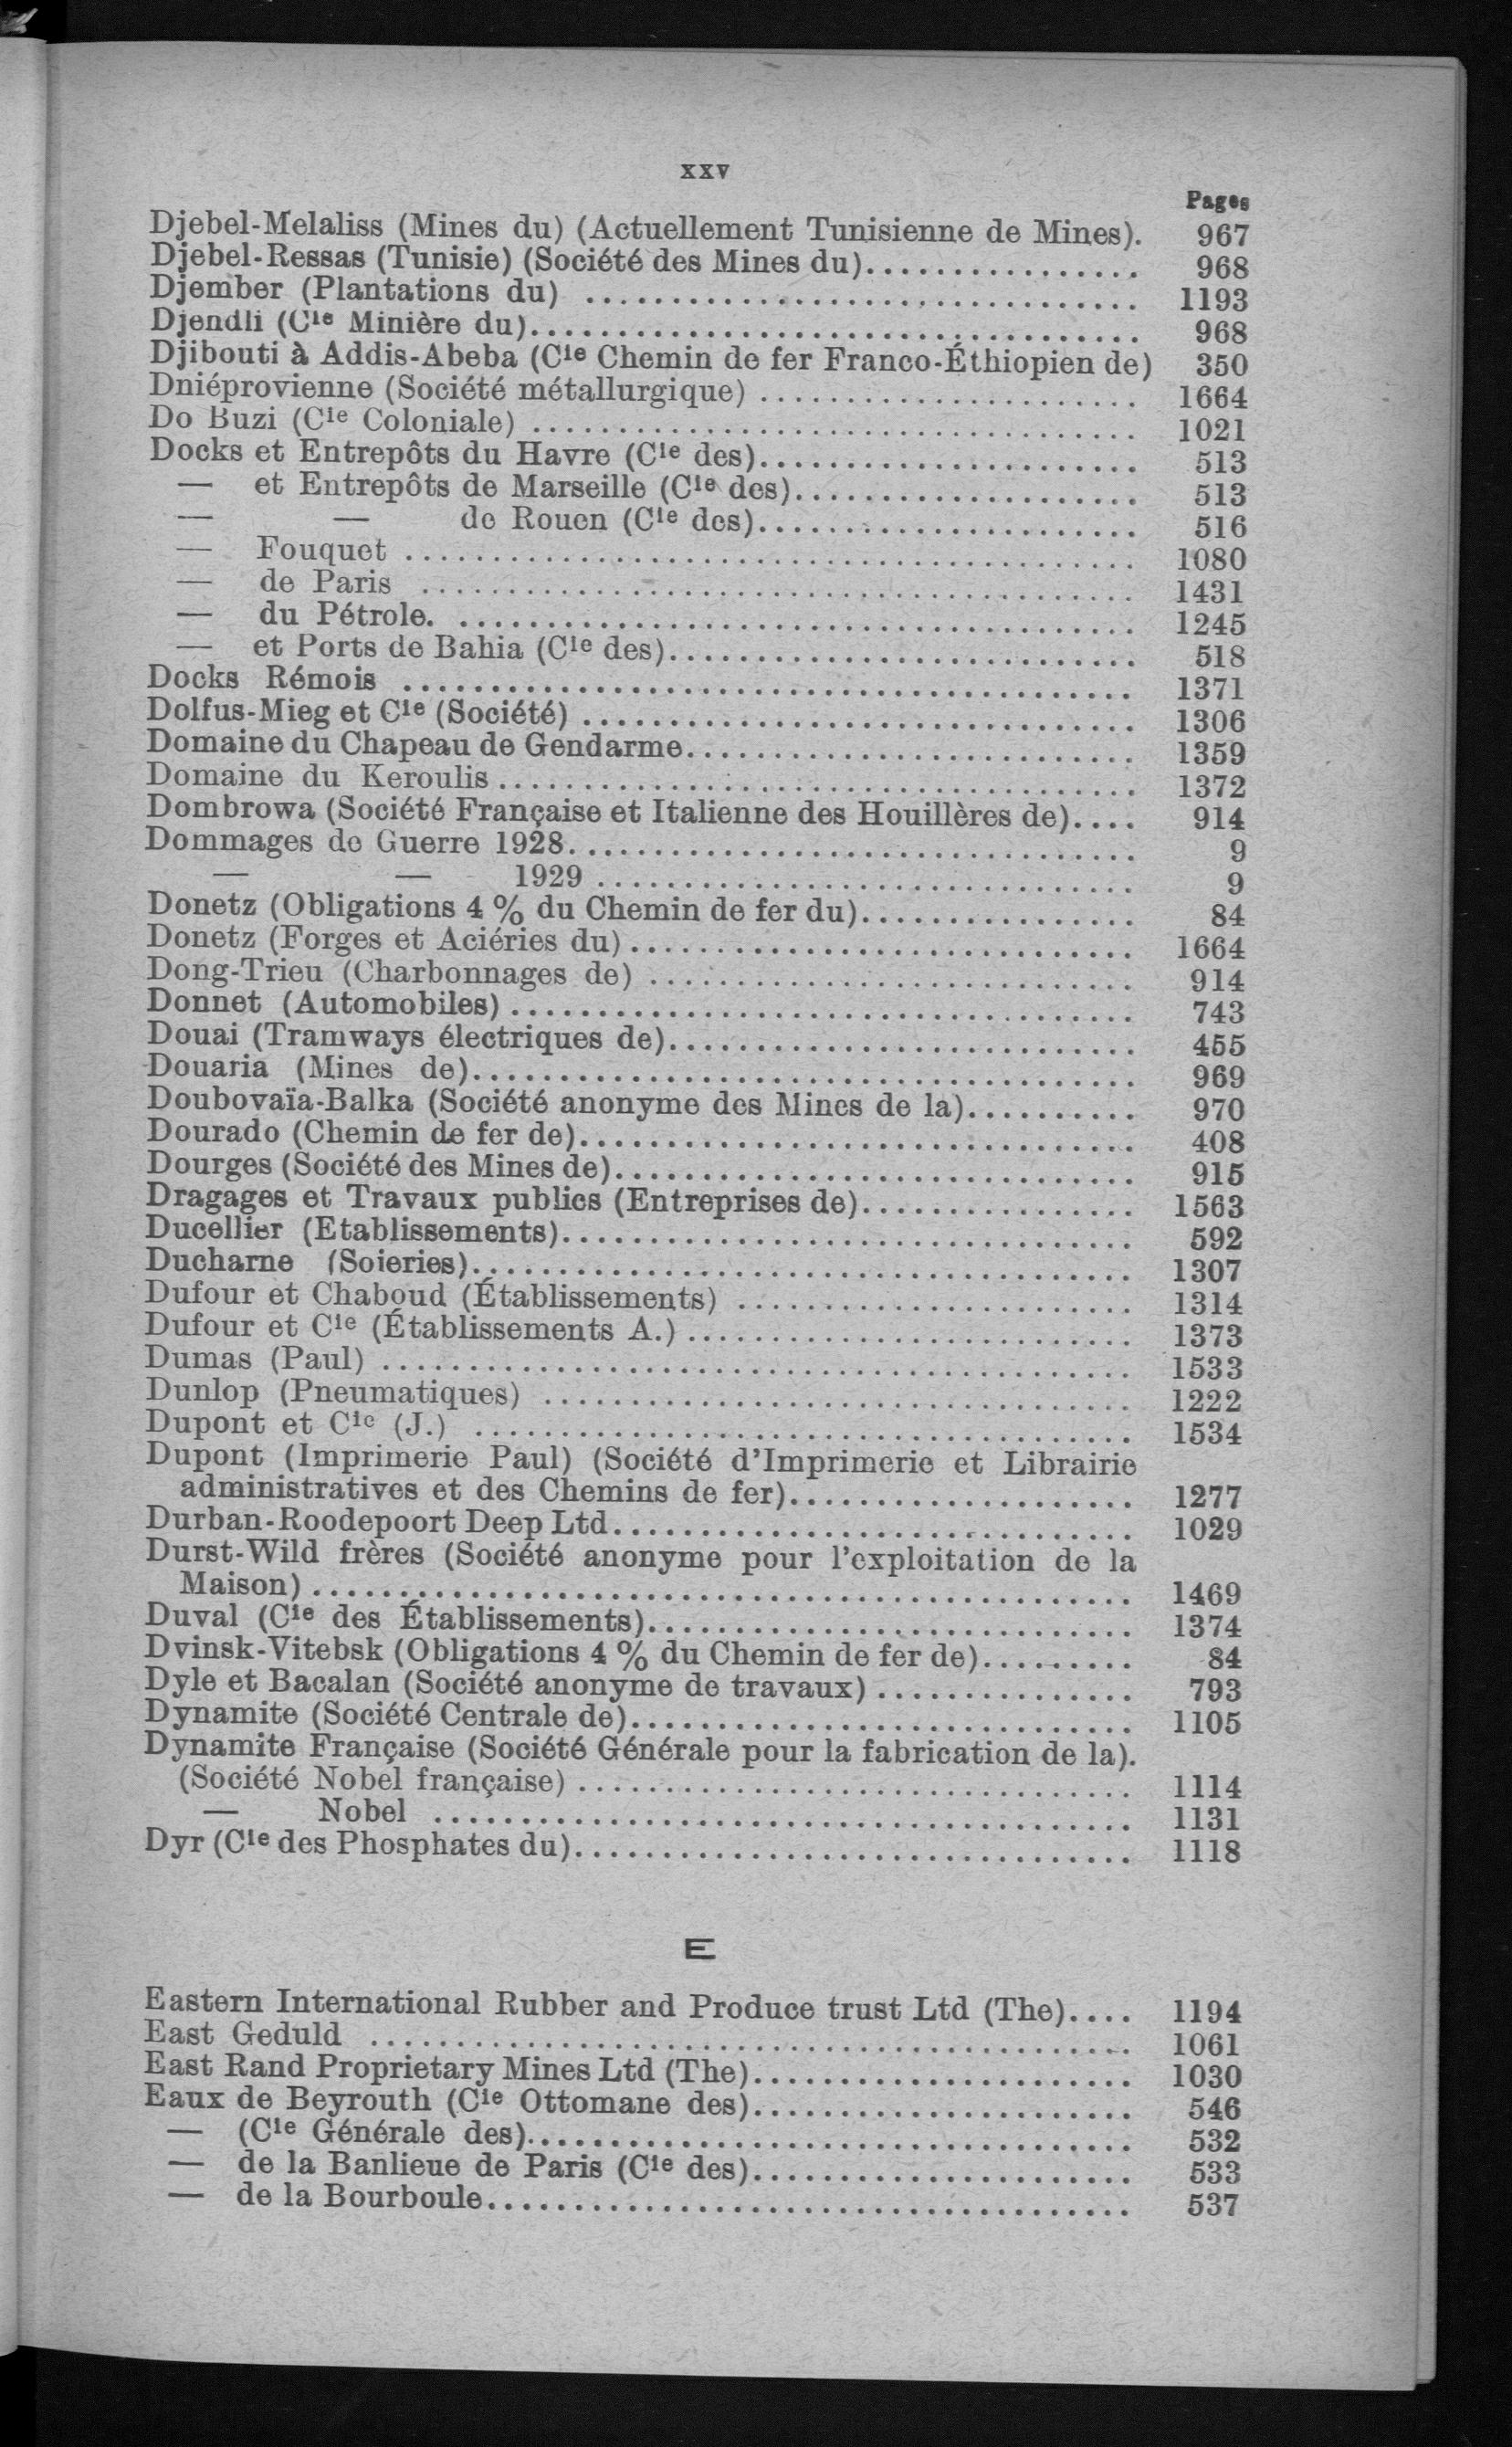 xxv
Pages
Djebel-Melaliss (Mines du) (Actuellement Tunisienne de Mines). 967
Djebel-Ressas (Tunisie) (Société des Mines du)................ 968
Djember (Plantations du) ................................ 1193
Djendli (Cie Minière du)................................... 968
Djibouti à Addis-Abeba (Cie Chemin de fer Franco-Éthiopien de) 350
Dniéprovienne (Société métallurgique) ...................... 1664
Do Buzi (Cie Coloniale) ................................... 1021
Docks et Entrepôts du Havre (Cie des)...................... 513
— et Entrepôts de Marseille (Cie des).................... 513
— — de Rouen (Cie des)...................... 516
— Fouquet .......................................... 1080
— de Paris ......................................... 1431
— du Pétrole. ....................................... 1245
— et Ports de Bahia (Cie des)........................... 518
Docks Rémois .......................................... 1371
Dolfus-Mieg et Cie (Société) ................................ 1306
Domaine du Chapeau de Gendarme.......................... 1359
Domaine du Keroulis ..................................... 1372
Dombrowa (Société Française et Italienne des Houillères de).... 914
Dommages de Guerre 1928. ................................ 9
— — 1929 ............................... 9
Donetz (Obligations 4 % du Chemin de fer du)................ 84
Donetz (Forges et Aciéries du) ............................. 1664
Dong-Trieu (Charbonnages de) ............................ 914
Donnet (Automobiles) .................................... 743
Douai (Tramways électriques de)........................... 455
Douaria (Mines de)...................................... 969
Doubovaïa-Balka (Société anonyme des Mines de la).......... 970
Dourado (Chemin de fer de)................................ 408
Dourges (Société des Mines de).............................. 915
Dragages et Travaux publics (Entreprises de)................ 1563
Ducellier (Etablissements)................................. 592
Ducharne (Soieries)...................................... 1307
Dufour et Chaboud (Établissements) ....................... 1314
Dufour et Cie (Établissements A.) .......................... 1373
Dumas (Paul) ........................................... 1533
Dunlop (Pneumatiques) .................................. 1222
Dupont et Cie (J.) ...................................... 1534
Dupont (Imprimerie Paul) (Société d'Imprimerie et Librairie
administratives et des Chemins de fer).................... 1277
Durban-Roodepoort Deep Ltd.............................. 1029
Durst-Wild frères (Société anonyme pour l'exploitation de la
Maison) ............................................... 1469
Duval (Cie des Établissements)............................ 1374
Dvinsk-Vitebsk (Obligations 4 % du Chemin de fer de)......... 84
Dyle et Bacalan (Société anonyme de travaux) ............... 793
Dynamite (Société Centrale de)............................. 1105
Dynamite Française (Société Générale pour la fabrication de la).
(Société Nobel française) ................................ 1114
— Nobel ........................................ 1131
Dyr (Cie des Phosphates du)................................ 1118
E
Eastern International Rubber and Produce trust Ltd (The).... 1194
East Geduld ............................................ 1061
East Rand Proprietary Mines Ltd (The)...................... 1030
Eaux de Beyrouth (Cie Ottomane des)...................... 546
— (Cie Générale des)................................... 532
— de la Banlieue de Paris (Cie des)...................... 533
— de la Bourboule..................................... 537